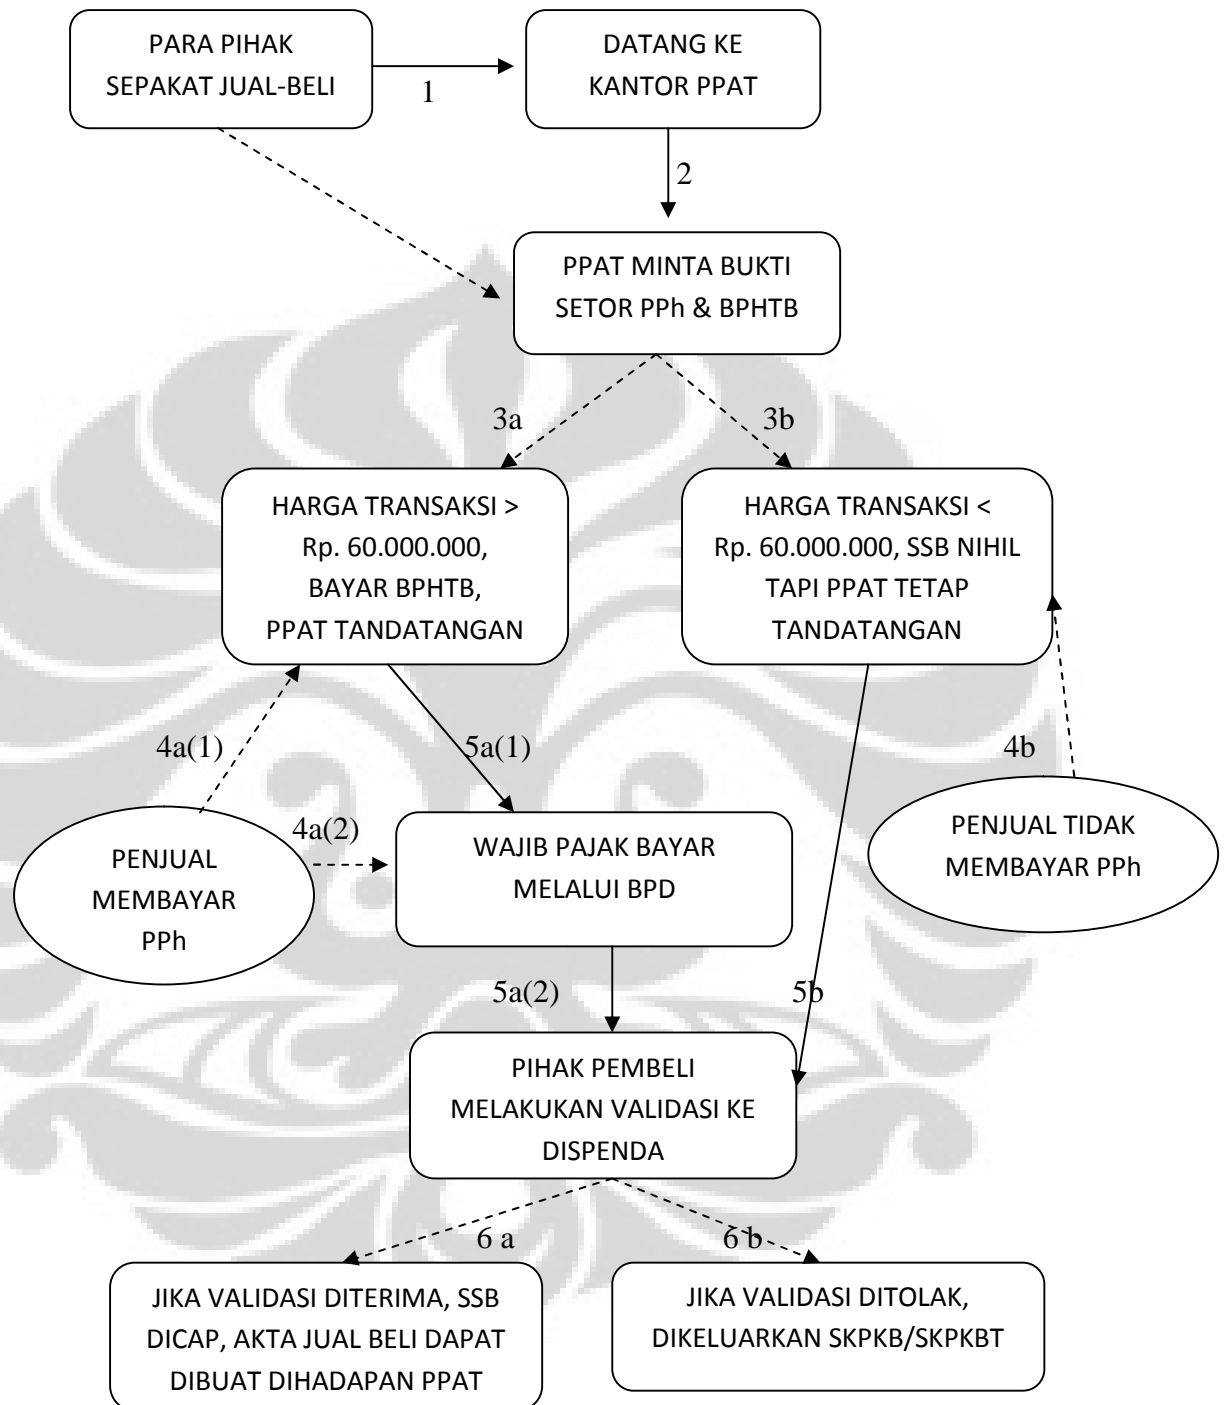 PARA PIHAK
SEPAKAT JUAL-BELI
1
DATANG KE
KANTOR PPAT
2
PPAT MINTA BUKTI
SETOR PPh & BPHTB
3a
3b
HARGA TRANSAKSI >
Rp. 60.000.000,
BAYAR BPHTB,
PPAT TANDATANGAN
HARGA TRANSAKSI <
Rp. 60.000.000, SSB NIHIL
TAPI PPAT TETAP
TANDATANGAN
4a(1)
5a(1)
4b
4a(2)
PENJUAL
MEMBAYAR
PPh
WAJIB PAJAK BAYAR
MELALUI BPD
PENJUAL TIDAK
MEMBAYAR PPh
5a(2)
5b
PIHAK PEMBELI
MELAKUKAN VALIDASI KE
DISPENDA
6 a
6 b
JIKA VALIDASI DITERIMA, SSB
DICAP, AKTA JUAL BELI DAPAT
DIBUAT DIHADAPAN PPAT
JIKA VALIDASI DITOLAK,
DIKELUARKAN SKPKB/SKPKBT